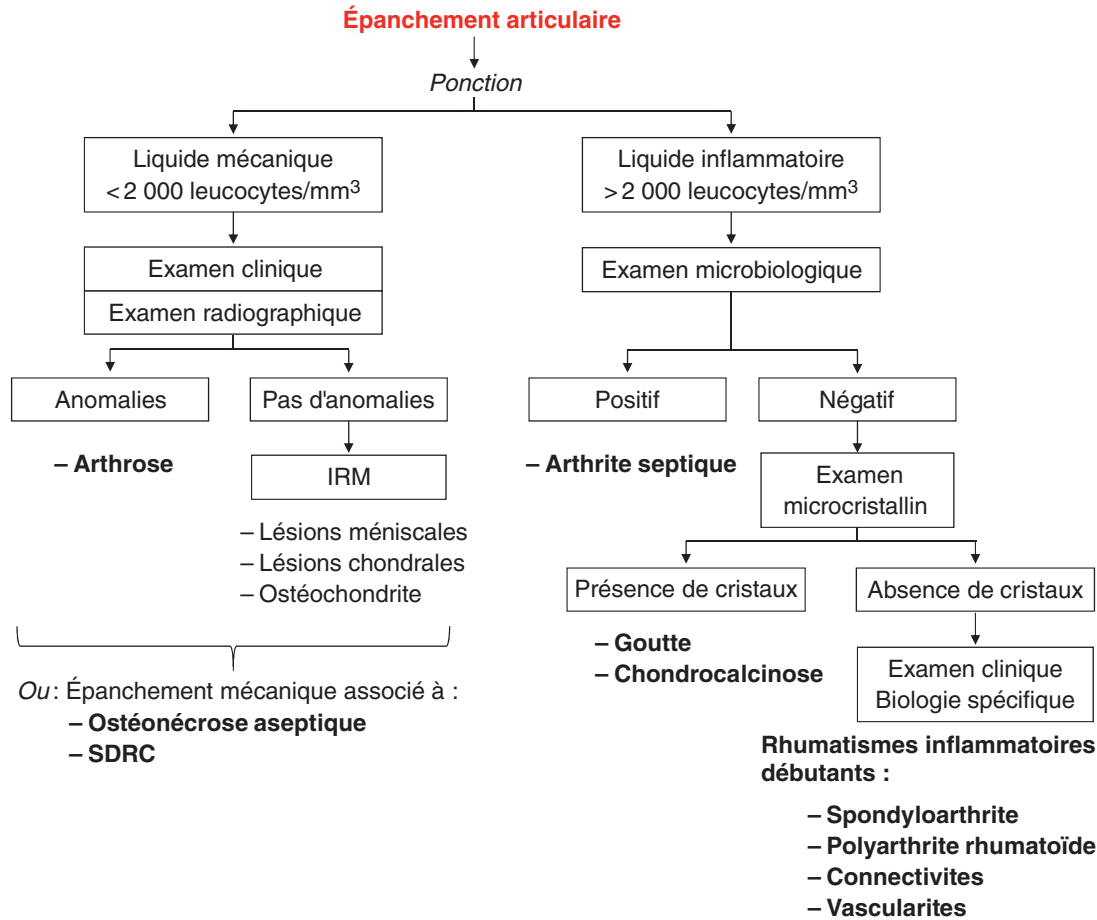 Épanchement articulaire
Ponction
Liquide mécanique
< 2 000 leucocytes/mm³
Liquide inflammatoire
> 2 000 leucocytes/mm³
Examen clinique
Examen radiographique
Examen microbiologique
Anomalies
Pas d'anomalies
Positif
Négatif
– Arthrose
IRM
– Arthrite septique
Examen
microcristallin
– Lésions méniscales
– Lésions chondrales
– Ostéochondrite
Présence de cristaux
Absence de cristaux
– Goutte
– Chondrocalcinose
Examen clinique
Biologie spécifique
Ou : Épanchement mécanique associé à :
– Ostéonécrose aseptique
– SDRC
Rhumatismes inflammatoires
débutants :
– Spondyloarthrite
– Polyarthrite rhumatoïde
– Connectivites
– Vascularites